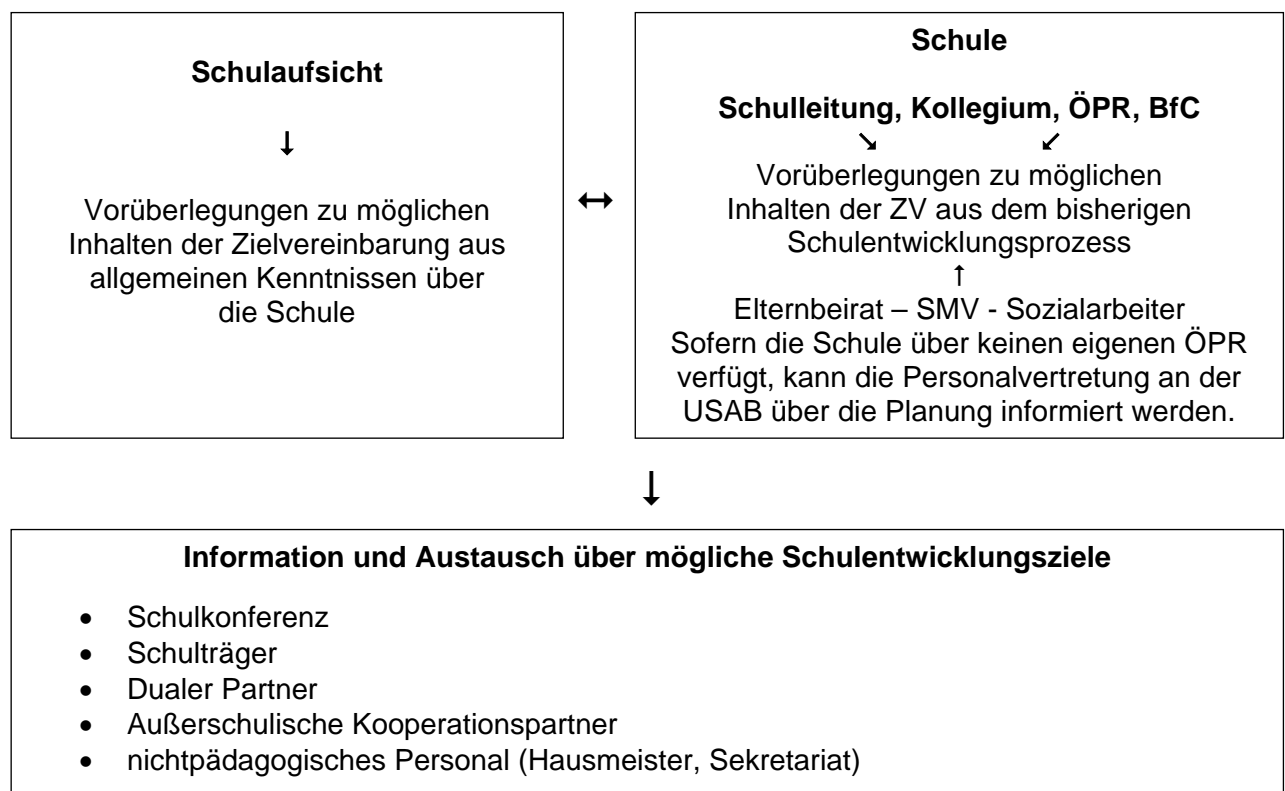 Schulaufsicht
↓
Vorüberlegungen zu möglichen
Inhalten der Zielvereinbarung aus
allgemeinen Kenntnissen über
die Schule
↔
Schule
Schulleitung, Kollegium, ÖPR, BfC
↘ ↙
Vorüberlegungen zu möglichen
Inhalten der ZV aus dem bisherigen
Schulentwicklungsprozess
↑
Elternbeirat – SMV - Sozialarbeiter
Sofern die Schule über keinen eigenen ÖPR
verfügt, kann die Personalvertretung an der
USAB über die Planung informiert werden.
↓
Information und Austausch über mögliche Schulentwicklungsziele
• Schulkonferenz
• Schulträger
• Dualer Partner
• Außerschulische Kooperationspartner
• nichtpädagogisches Personal (Hausmeister, Sekretariat)